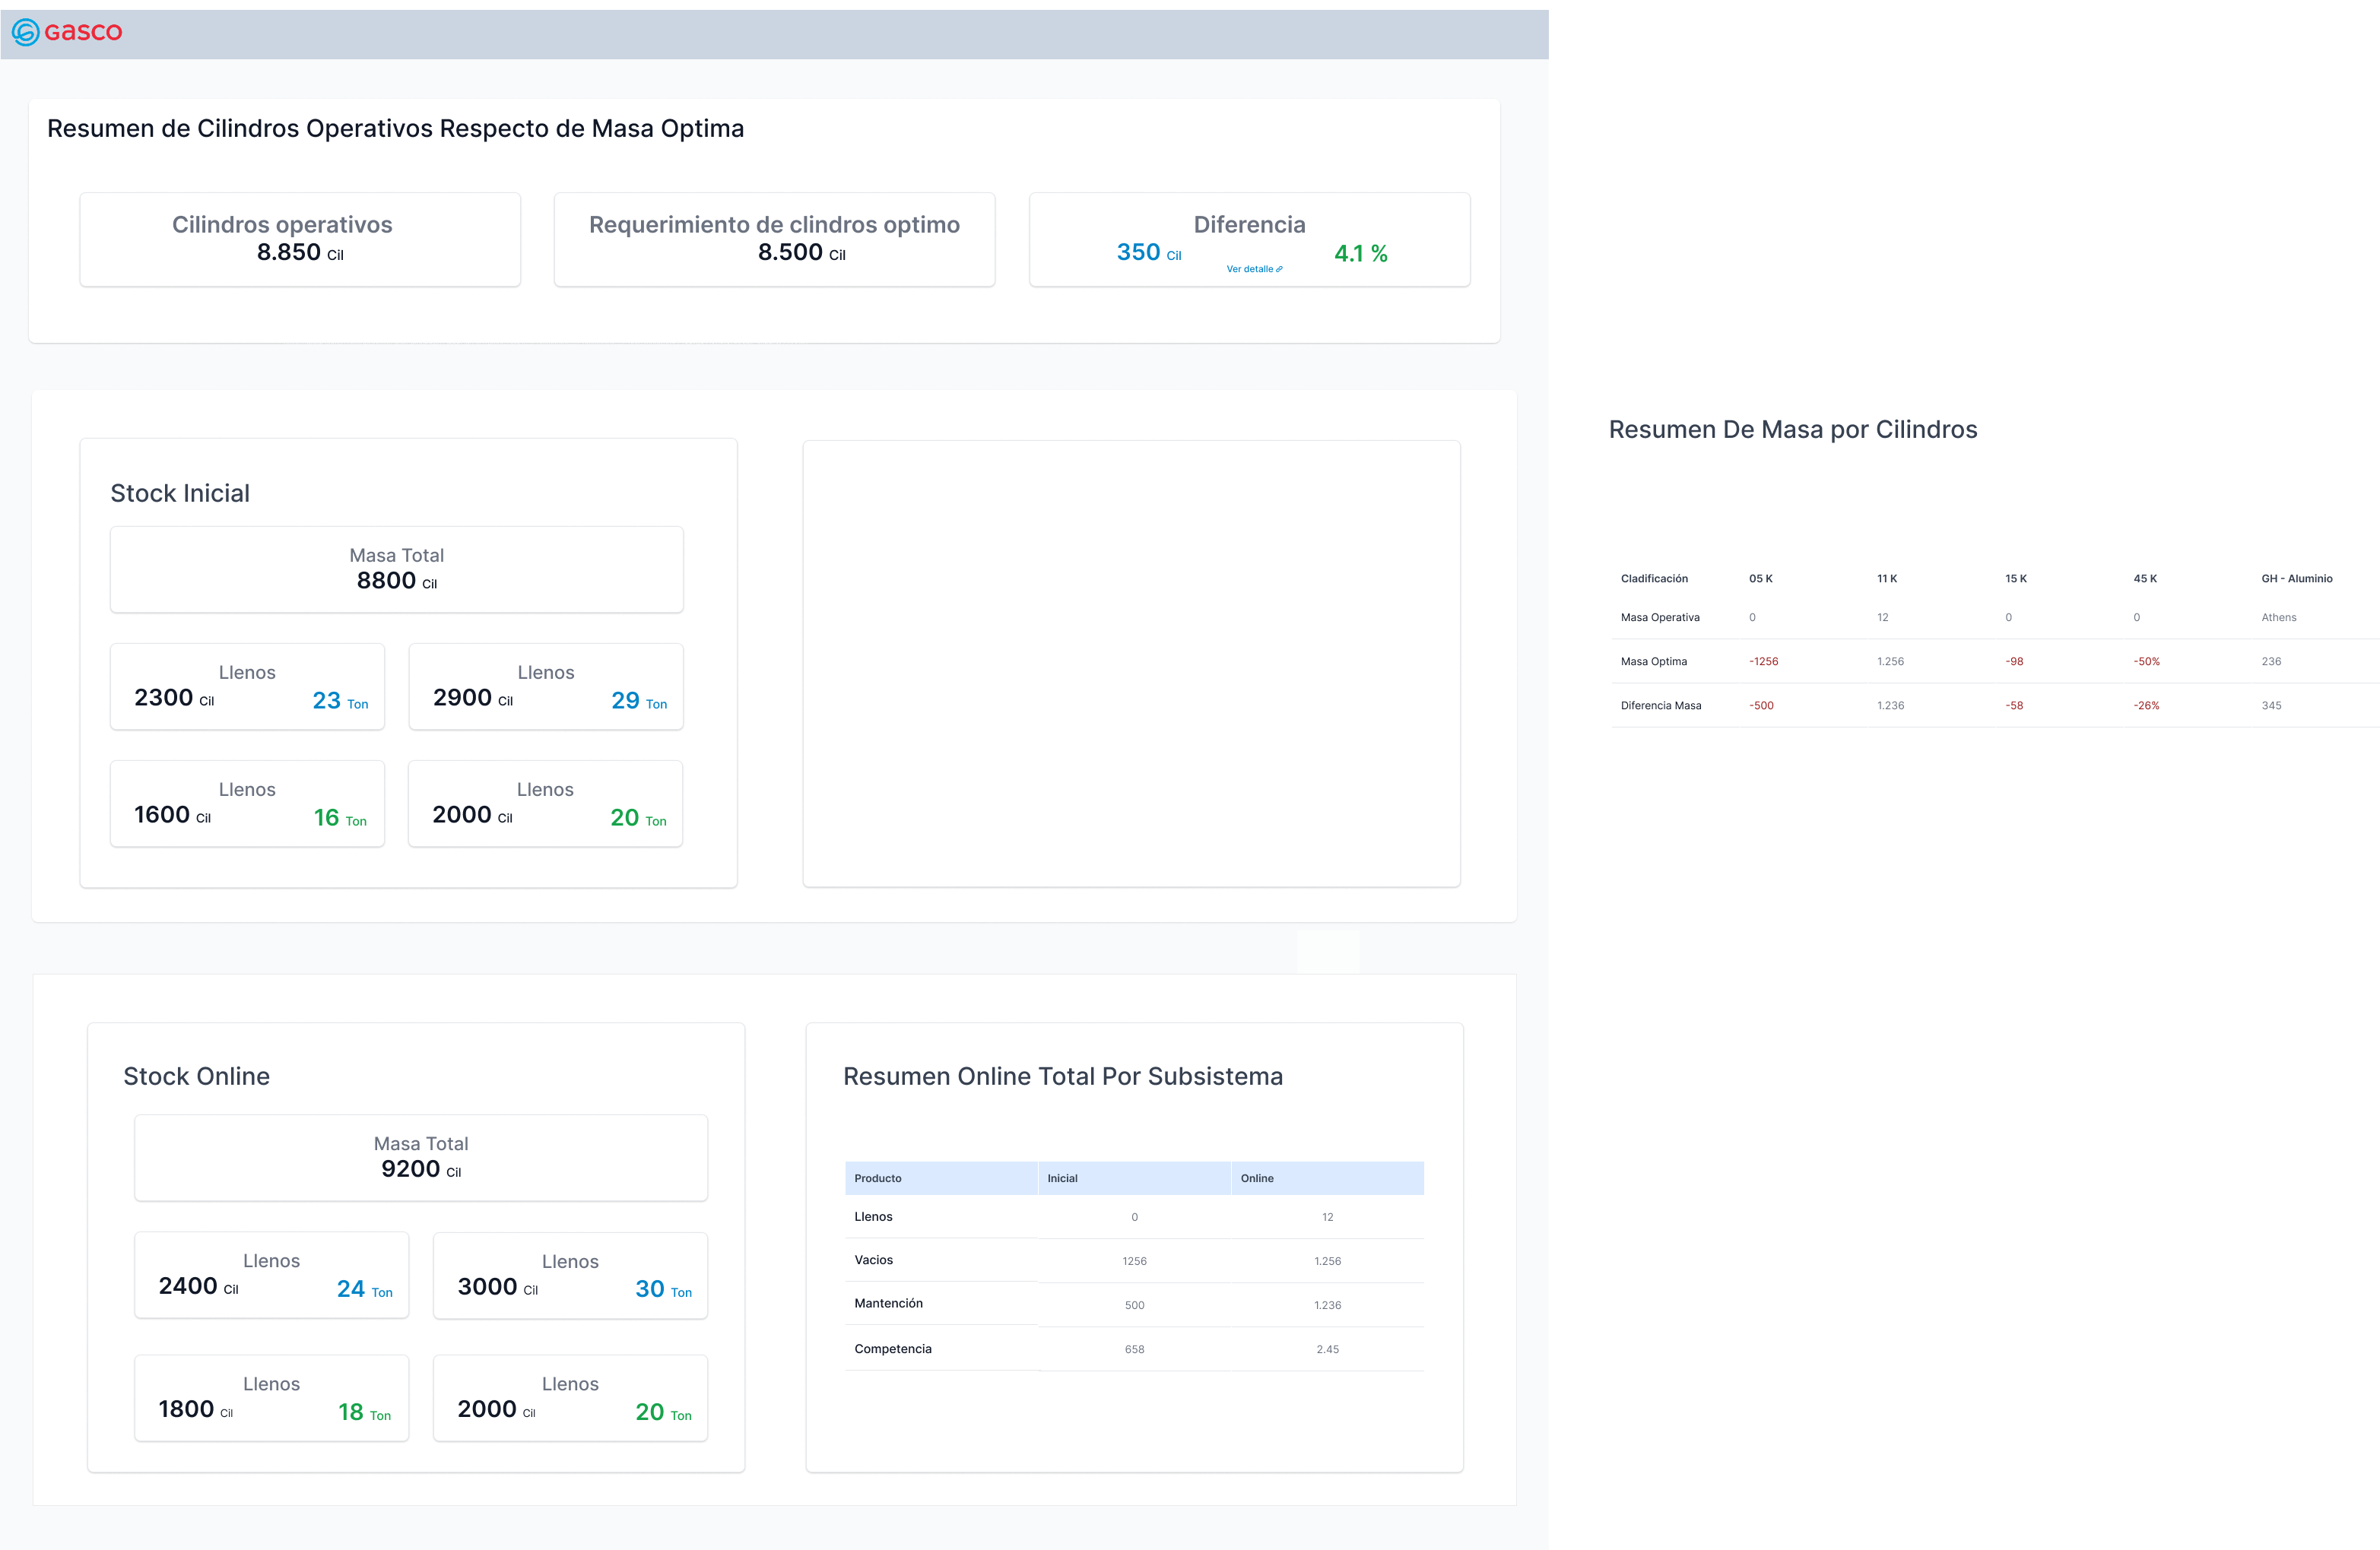 GASCO
Resumen de Cilindros Operativos Respecto de Masa Optima
Cilindros operativos
8.850 Cil
Requerimiento de clindros optimo
8.500 Cil
Diferencia
350 Cil 4.1 %
Ver detalle
Stock Inicial
Masa Total
8800 Cil
Llenos
2300 Cil 23 Ton
Llenos
2900 Cil 29 Ton
Llenos
1600 Cil 16 Ton
Llenos
2000 Cil 20 Ton
Resumen De Masa por Cilindros
Cladificación 05 K 11 K 15 K 45 K GH - Aluminio
Masa Operativa 0 12 0 0 Athens
Masa Optima -1256 1.256 -98 -50% 236
Diferencia Masa -500 1.236 -58 -26% 345
Stock Online
Masa Total
9200 Cil
Llenos
2400 Cil 24 Ton
Llenos
3000 Cil 30 Ton
Llenos
1800 Cil 18 Ton
Llenos
2000 Cil 20 Ton
Resumen Online Total Por Subsistema
Producto Inicial Online
Llenos 0 12
Vacios 1256 1.256
Mantención 500 1.236
Competencia 658 2.45